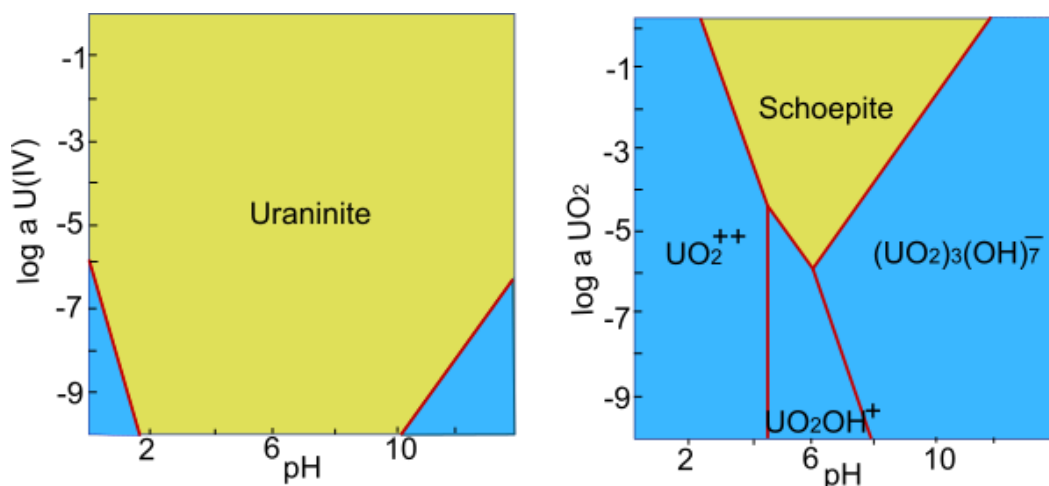 -1
-3
-5
-7
-9
log a U(IV)
Uraninite
2
6
10
pH
-1
-3
-5
-7
-9
log a UO2
Schoepite
UO2++
(UO2)3(OH)7−
UO2OH+
2
6
10
pH